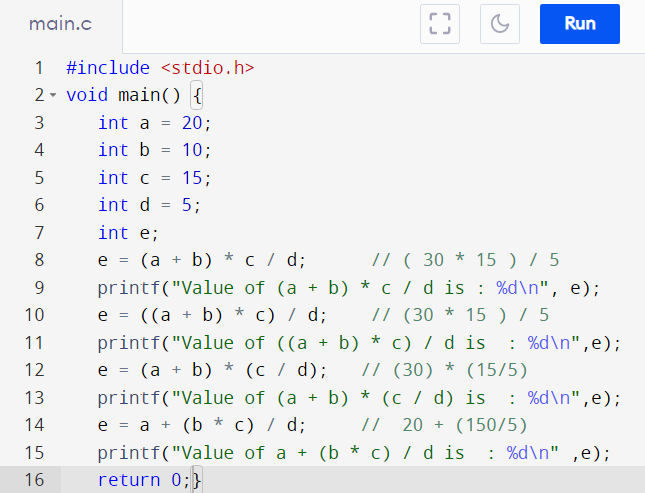 main.c
Run
1 #include <stdio.h>
2 void main() {
3 int a = 20;
4 int b = 10;
5 int c = 15;
6 int d = 5;
7 int e;
8 e = (a + b) * c / d; // ( 30 * 15 ) / 5
9 printf("Value of (a + b) * c / d is : %d\n", e);
10 e = ((a + b) * c) / d; // (30 * 15 ) / 5
11 printf("Value of ((a + b) * c) / d is : %d\n",e);
12 e = (a + b) * (c / d); // (30) * (15/5)
13 printf("Value of (a + b) * (c / d) is : %d\n",e);
14 e = a + (b * c) / d; // 20 + (150/5)
15 printf("Value of a + (b * c) / d is : %d\n" ,e);
16 return 0;}